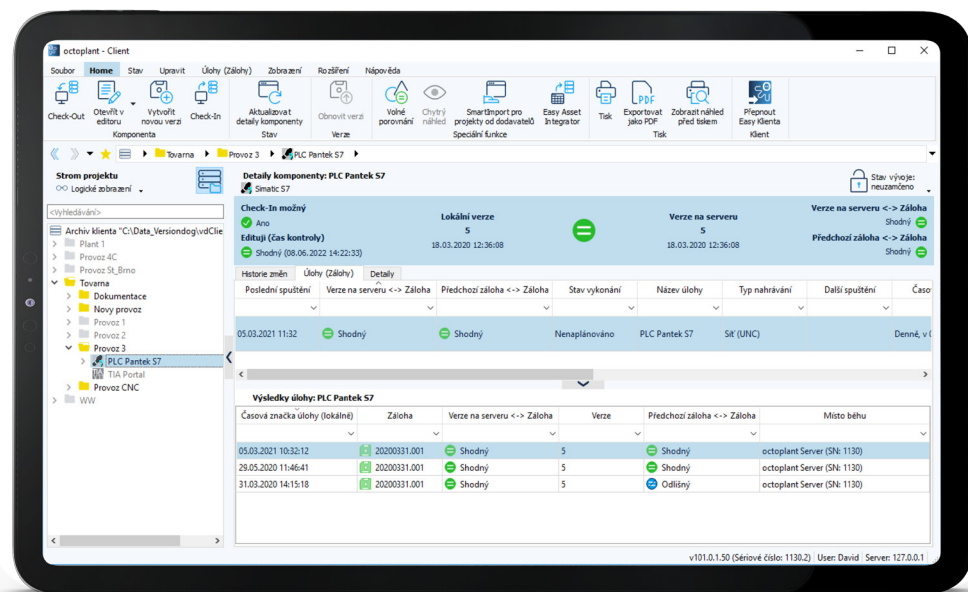 octoplant - Client
Soubor Home Stav Upravit Úlohy (Zálohy) Zobrazení Rozšíření Nápověda
Check-Out
Otevřít v editoru
Vytvořit novou verzi
Check-In
Aktualizovat detaily komponenty
Obnovit verzi
Volné porovnání
Chytrý náhled
SmartImport pro projekty od dodavatelů
Easy Asset Integrator
Tisk
PDF
Exportovat jako PDF
Zobrazit náhled před tiskem
Přepnout Easy Klienta
Komponenta Stav Verze Speciální funkce Tisk Klient
Tovarna Provoz 3 PLC Pantek S7
Strom projektu
Logické zobrazení
<Vyhledávání>
Archiv klienta "C:\Data_Versiondog\vdClie
Plant 1
Provoz 4C
Provoz St_Brno
Tovarna
Dokumentace
Novy provoz
Provoz 1
Provoz 2
Provoz 3
PLC Pantek S7
TIA Portal
Provoz CNC
WW
Detaily komponenty: PLC Pantek S7
Simatic S7
Stav vývoje:
neuzamčeno
Check-In možný
Ano
Edituji (čas kontroly)
Shodný (08.06.2022 14:22:33)
Lokální verze
5
18.03.2020 12:36:08
Verze na serveru
5
18.03.2020 12:36:08
Verze na serveru <-> Záloha
Shodný
Předchozí záloha <-> Záloha
Shodný
Historie změn Úlohy (Zálohy) Detaily
Poslední spuštění Verze na serveru <-> Záloha Předchozí záloha <-> Záloha Stav vykonání Název úlohy Typ nahrávání Další spuštění Časo
05.03.2021 11:32 Shodný Shodný Nenaplánováno PLC Pantek S7 Síť (UNC) Denně, v
Výsledky úlohy: PLC Pantek S7
Časová značka úlohy (lokálně) Záloha Verze na serveru <-> Záloha Verze Předchozí záloha <-> Záloha Místo běhu
05.03.2021 10:32:12 20200331.001 Shodný 5 Shodný octoplant Server (SN: 1130)
29.05.2020 11:46:41 20200331.001 Shodný 5 Shodný octoplant Server (SN: 1130)
31.03.2020 14:15:18 20200331.001 Shodný 5 Odlišný octoplant Server (SN: 1130)
v101.0.1.50 (Sériové číslo: 1130.2) User: David Server: 127.0.0.1